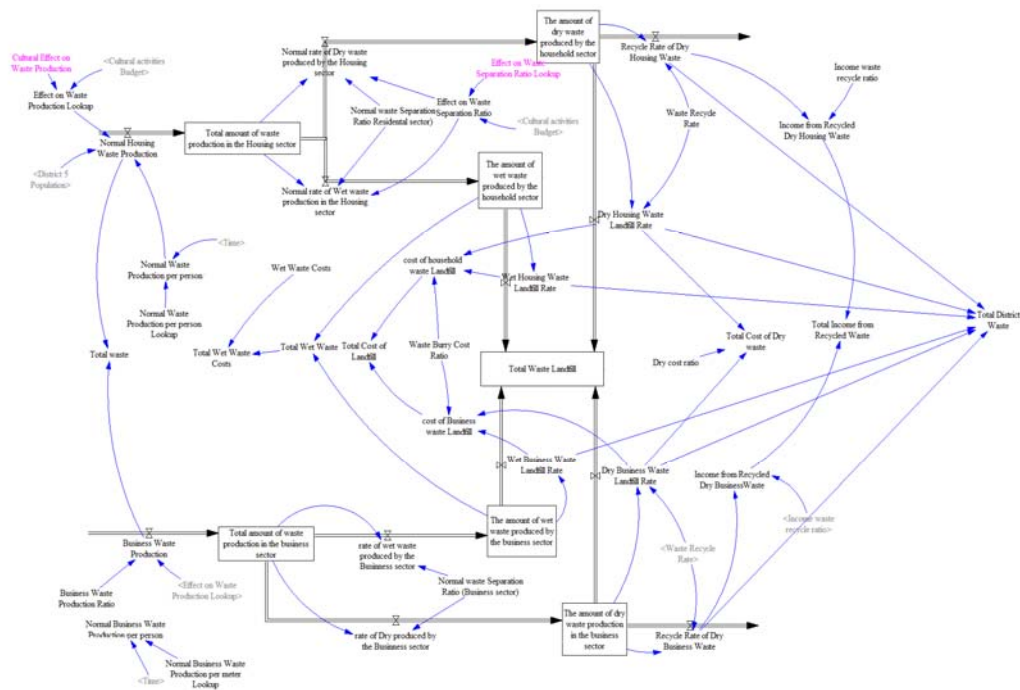 The amount of
dry waste
produced by the
household sector
Recycle Rate of Dry
Housing Waste
Cultural Effect on
Waste Production
<Cultural activities
Budget>
Normal rate of Dry waste
produced by the Housing
sector
Effect on Waste
Separation Ratio Lookup
Income waste
recycle ratio
Effect on Waste
Production Lookup
Normal waste Separation
Ratio Residental sector)
Effect on Waste
Separation Ratio
<Cultural activities
Budget>
Waste Recycle
Rate
Income from Recycled
Dry Housing Waste
Normal Housing
Waste Production
Total amount of waste
production in the Housing sector
The amount of
wet waste
produced by the
household sector
<District 5
Population>
Normal rate of Wet waste
production in the Housing
sector
Dry Housing Waste
Landfill Rate
<Time>
Normal Waste
Production per person
Wet Waste Costs
cost of household
waste Landfill
Wet Housing Waste
Landfill Rate
Normal Waste
Production per person
Lookup
Total District
Waste
Total waste
Total Wet Waste
Costs
Total Wet Waste
Total Cost of
Landfill
Waste Burry Cost
Ratio
Total Cost of Dry
waste
Total Income from
Recycled Waste
Total Waste Landfill
Dry cost ratio
cost of Business
waste Landfill
Wet Business Waste
Landfill Rate
Dry Business Waste
Landfill Rate
Income from Recycled
Dry BusinessWaste
<Income waste
recycle ratio>
Business Waste
Production
Total amount of waste
production in the business
sector
rate of wet waste
produced by the
Businness sector
The amount of wet
waste produced by
the business sector
<Waste Recycle
Rate>
Business Waste
Production Ratio
<Effect on Waste
Production Lookup>
Normal waste Separation
Ratio (Business sector)
Normal Business Waste
Production per person
rate of Dry produced by
the Businness sector
The amount of dry
waste production
in the business
sector
Recycle Rate of Dry
Business Waste
<Time>
Normal Business Waste
Production per meter
Lookup